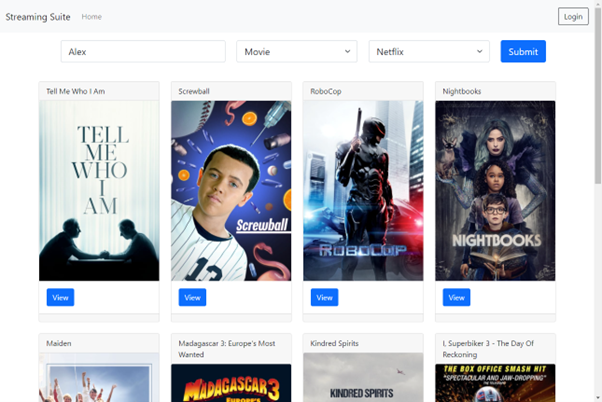 Streaming Suite Home Login
Alex Movie Netflix Submit
Tell Me Who I Am
Screwball
RoboCop
Nightbooks
TELL
ME
WHO
I
AM
Screwball
13
ROBOCOP
NIGHTBOOKS
View
View
View
View
Maiden
Madagascar 3: Europe's Most
Wanted
Kindred Spirits
I, Superbiker 3 - The Day Of
Reckoning
MADAGASCAR 3
EUROPE'S
KINDRED SPIRITS
THE BOX OFFICE SMASH HIT
"SPECTACULAR AND JAW-DROPPING"